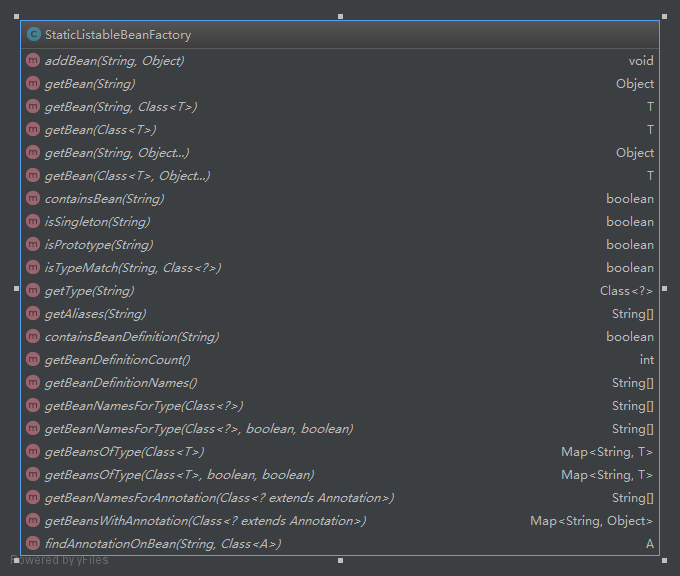 C StaticListableBeanFactory
m addBean(String, Object) void
m getBean(String) Object
m getBean(String, Class<T>) T
m getBean(Class<T>) T
m getBean(String, Object...) Object
m getBean(Class<T>, Object...) T
m containsBean(String) boolean
m isSingleton(String) boolean
m isPrototype(String) boolean
m isTypeMatch(String, Class<?>) boolean
m getType(String) Class<?>
m getAliases(String) String[]
m containsBeanDefinition(String) boolean
m getBeanDefinitionCount() int
m getBeanDefinitionNames() String[]
m getBeanNamesForType(Class<?>) String[]
m getBeanNamesForType(Class<?>, boolean, boolean) String[]
m getBeansOfType(Class<T>) Map<String, T>
m getBeansOfType(Class<T>, boolean, boolean) Map<String, T>
m getBeanNamesForAnnotation(Class<? extends Annotation>) String[]
m getBeansWithAnnotation(Class<? extends Annotation>) Map<String, Object>
m findAnnotationOnBean(String, Class<A>) A
Powered by yFiles